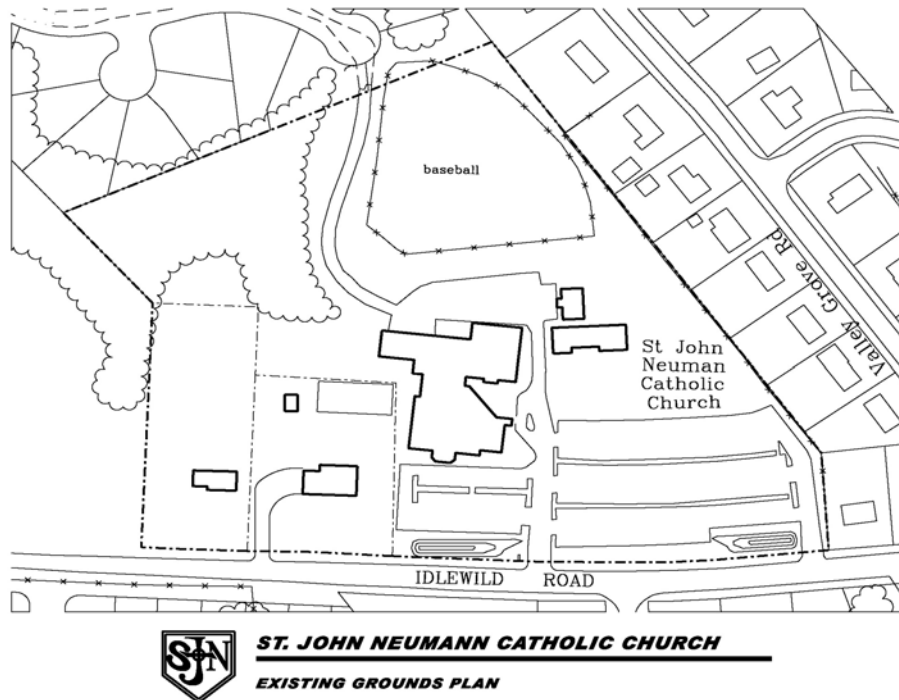 baseball
Valley Grove Rd
St John
Neuman
Catholic
Church
IDLEWILD ROAD
SJN
ST. JOHN NEUMANN CATHOLIC CHURCH
EXISTING GROUNDS PLAN